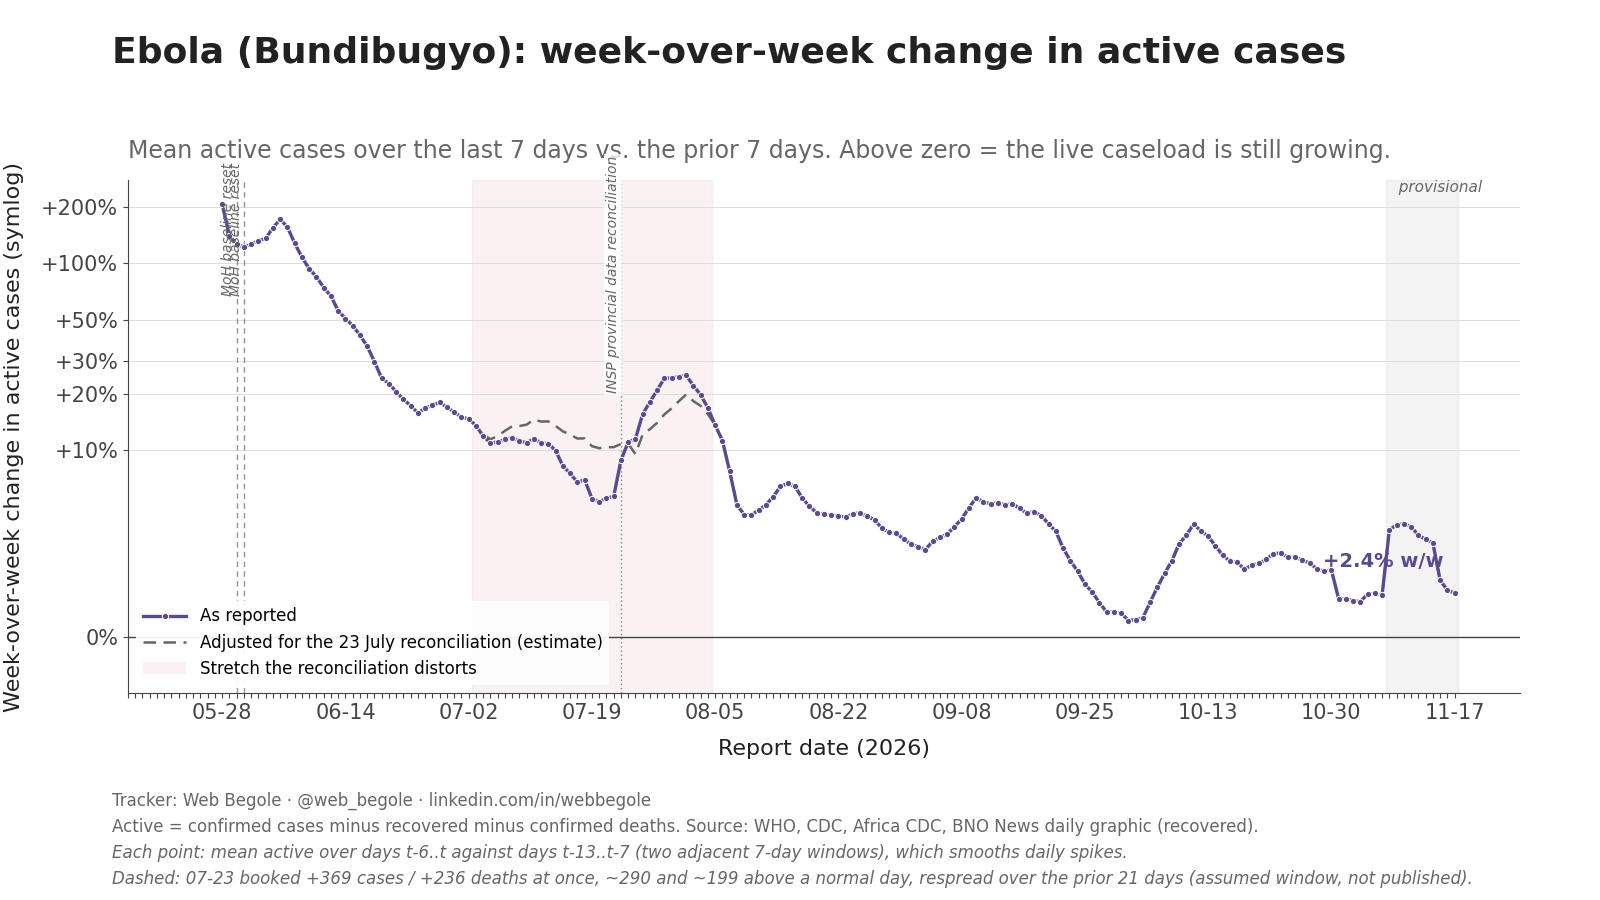 Ebola (Bundibugyo): week-over-week change in active cases
Mean active cases over the last 7 days vs. the prior 7 days. Above zero = the live caseload is still growing.
Week-over-week change in active cases (symlog)
+200%
+100%
+50%
+30%
+20%
+10%
0%
MoH baseline reset
MoH baseline reset
INSP provincial data reconciliation
provisional
+2.4% w/w
As reported
Adjusted for the 23 July reconciliation (estimate)
Stretch the reconciliation distorts
05-28 06-14 07-02 07-19 08-05 08-22 09-08 09-25 10-13 10-30 11-17
Report date (2026)
Tracker: Web Begole · @web_begole · linkedin.com/in/webbegole
Active = confirmed cases minus recovered minus confirmed deaths. Source: WHO, CDC, Africa CDC, BNO News daily graphic (recovered).
Each point: mean active over days t-6..t against days t-13..t-7 (two adjacent 7-day windows), which smooths daily spikes.
Dashed: 07-23 booked +369 cases / +236 deaths at once, ~290 and ~199 above a normal day, respread over the prior 21 days (assumed window, not published).